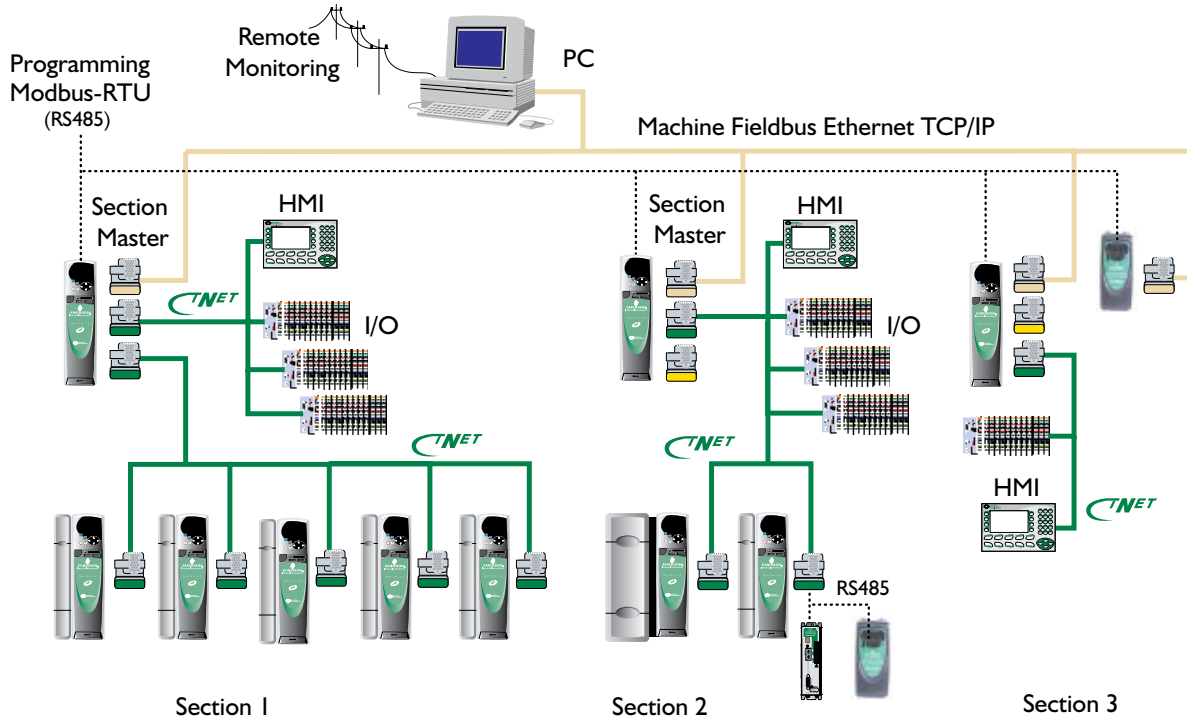 Remote
Monitoring
PC
Programming
Modbus-RTU
(RS485)
Machine Fieldbus Ethernet TCP/IP
Section
Master
HMI
Section
Master
HMI
CTNET
I/O
I/O
CTNET
CTNET
HMI
CTNET
RS485
Section 1
Section 2
Section 3